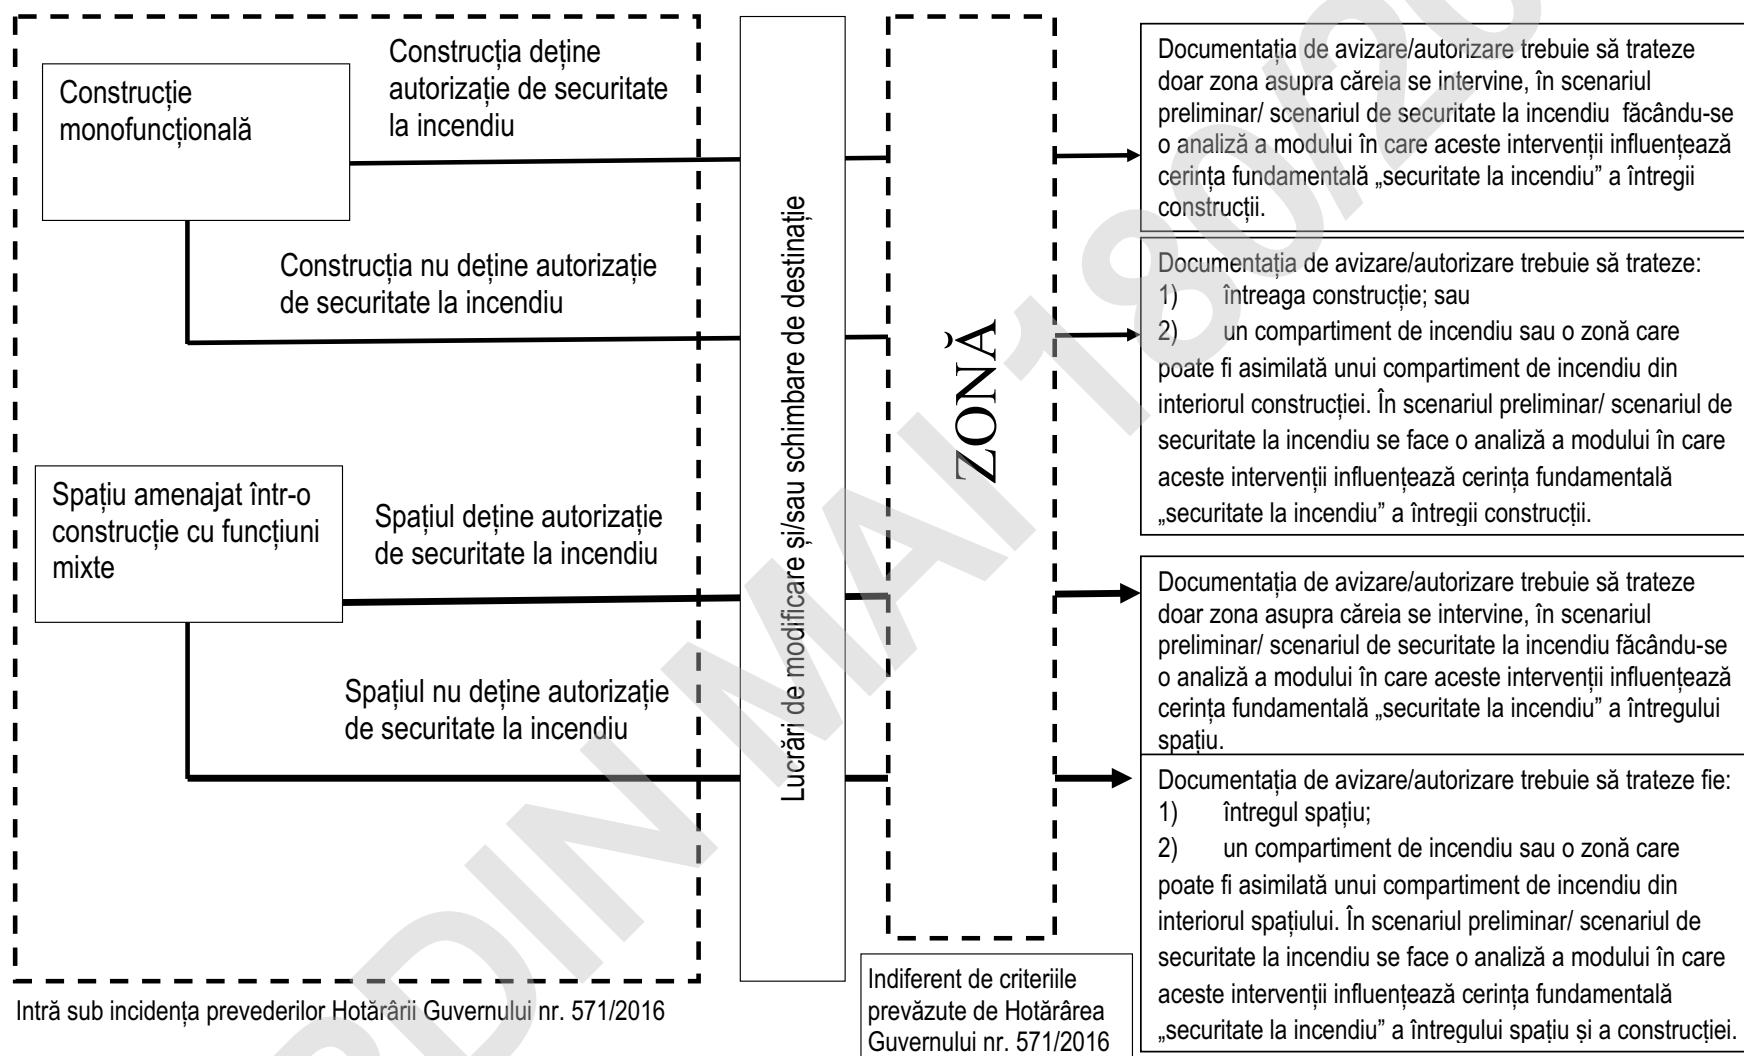 Construcție
monofuncțională
Construcția deține
autorizație de securitate
la incendiu
Construcția nu deține autorizație
de securitate la incendiu
Spațiu amenajat într-o
construcție cu funcțiuni
mixte
Spațiul deține autorizație
de securitate la incendiu
Spațiul nu deține autorizație
de securitate la incendiu
Intră sub incidența prevederilor Hotărârii Guvernului nr. 571/2016
Lucrări de modificare și/sau schimbare de destinație
ZONĂ
Indiferent de criteriile
prevăzute de Hotărârea
Guvernului nr. 571/2016
Documentația de avizare/autorizare trebuie să trateze
doar zona asupra căreia se intervine, în scenariul
preliminar/ scenariul de securitate la incendiu făcându-se
o analiză a modului în care aceste intervenții influențează
cerința fundamentală „securitate la incendiu” a întregii
construcții.
Documentația de avizare/autorizare trebuie să trateze:
1) întreaga construcție; sau
2) un compartiment de incendiu sau o zonă care
poate fi asimilată unui compartiment de incendiu din
interiorul construcției. În scenariul preliminar/ scenariul de
securitate la incendiu se face o analiză a modului în care
aceste intervenții influențează cerința fundamentală
„securitate la incendiu” a întregii construcții.
Documentația de avizare/autorizare trebuie să trateze
doar zona asupra căreia se intervine, în scenariul
preliminar/ scenariul de securitate la incendiu făcându-se
o analiză a modului în care aceste intervenții influențează
cerința fundamentală „securitate la incendiu” a întregului
spațiu.
Documentația de avizare/autorizare trebuie să trateze fie:
1) întregul spațiu;
2) un compartiment de incendiu sau o zonă care
poate fi asimilată unui compartiment de incendiu din
interiorul spațiului. În scenariul preliminar/ scenariul de
securitate la incendiu se face o analiză a modului în care
aceste intervenții influențează cerința fundamentală
„securitate la incendiu” a întregului spațiu și a construcției.
MAI